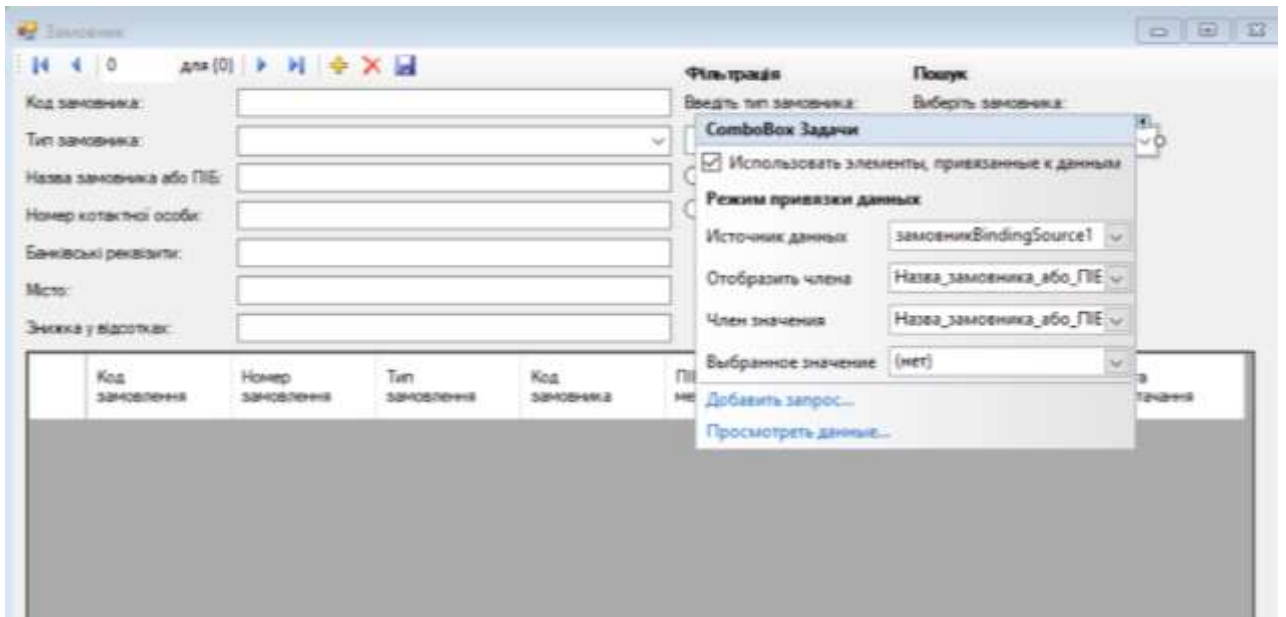 Замовник
0 для {0}
Фільтрація Пошук
Код замовника: Введіть тип замовника: Виберіть замовника:
Тип замовника:
ComboBox Задачи
Использовать элементы, привязанные к данным
Назва замовника або ПІБ:
Режим привязки данных
Номер котактної особи:
Источник данных замовникBindingSource1
Банківські реквізити:
Отобразить члена Назва_замовника_або_ПІБ
Місто:
Член значения Назва_замовника_або_ПІБ
Знижка у відсотках:
Выбранное значение (нет)
Код замовлення
Номер замовлення
Тип замовлення
Код замовника
Добавить запрос...
Просмотреть данные...